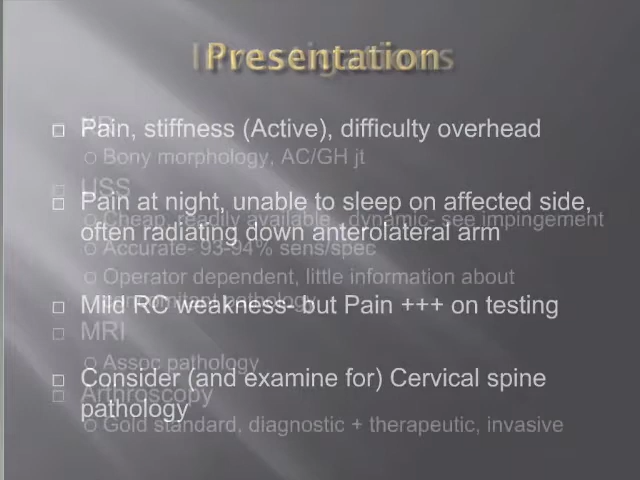 Presentation
Pain, stiffness (Active), difficulty overhead
Bony morphology, AC/GH jt
USS
Pain at night, unable to sleep on affected side,
Cheap, readily available, dynamic- see impingement
often radiating down anterolateral arm
Accurate- 93-94% sens/spec
Operator dependent, little information about
Mild RC weakness- but Pain +++ on testing
MRI
Assoc pathology
Consider (and examine for) Cervical spine
Arthroscopy
pathology
Gold standard, diagnostic + therapeutic, invasive